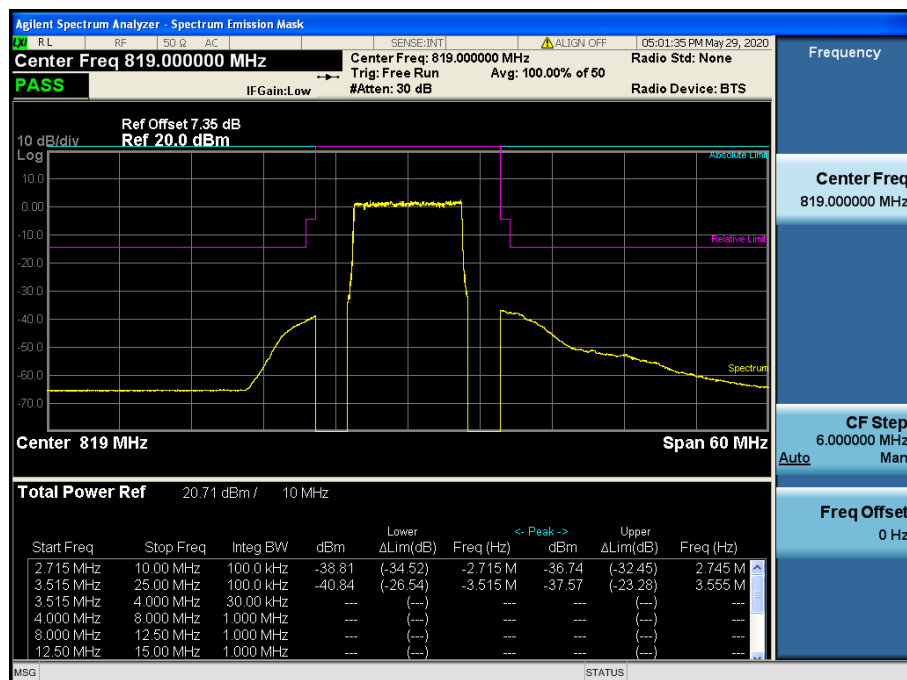 Agilent Spectrum Analyzer - Spectrum Emission Mask
LXI RL RF 50 Ω AC SENSE:INT ALIGN OFF 05:01:35 PM May 29, 2020
Center Freq 819.000000 MHz Center Freq: 819.000000 MHz Radio Std: None
Trig: Free Run Avg: 100.00% of 50
PASS IFGain:Low #Atten: 30 dB Radio Device: BTS
Ref Offset 7.35 dB
10 dB/div Ref 20.0 dBm
Log
Absolute Limit
10.0
0.00
-10.0
Relative Limit
-20.0
-30.0
-40.0
-50.0
-60.0
Spectrum
-70.0
Center 819 MHz Span 60 MHz
Total Power Ref 20.71 dBm / 10 MHz
Lower <- Peak -> Upper
Start Freq Stop Freq Integ BW dBm ΔLim(dB) Freq (Hz) dBm ΔLim(dB) Freq (Hz)
2.715 MHz 10.00 MHz 100.0 kHz -38.81 (-34.52) -2.715 M -36.74 (-32.45) 2.745 M
3.515 MHz 25.00 MHz 100.0 kHz -40.84 (-26.54) -3.515 M -37.57 (-23.28) 3.555 M
3.515 MHz 4.000 MHz 30.00 kHz --- (---) --- --- (---) ---
4.000 MHz 8.000 MHz 1.000 MHz --- (---) --- --- (---) ---
8.000 MHz 12.50 MHz 1.000 MHz --- (---) --- --- (---) ---
12.50 MHz 15.00 MHz 1.000 MHz --- (---) --- --- (---) ---
MSG STATUS
Frequency
Center Freq
819.000000 MHz
CF Step
6.000000 MHz
Auto Man
Freq Offset
0 Hz